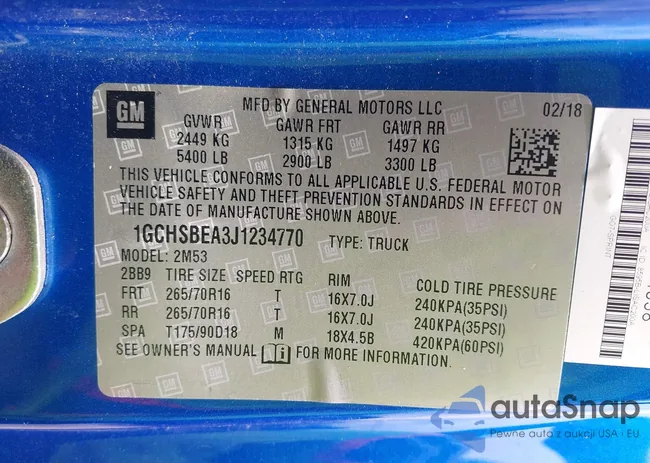 GM
MFD BY GENERAL MOTORS LLC 02/18
GVWR GAWR FRT GAWR RR
2449 KG 1315 KG 1497 KG
5400 LB 2900 LB 3300 LB
THIS VEHICLE CONFORMS TO ALL APPLICABLE U.S. FEDERAL MOTOR
VEHICLE SAFETY AND THEFT PREVENTION STANDARDS IN EFFECT ON
THE DATE OF MANUFACTURE SHOWN ABOVE.
1GCHSBEA3J1234770 TYPE: TRUCK
MODEL: 2M53
2BB9 TIRE SIZE SPEED RTG RIM COLD TIRE PRESSURE
FRT 265/70R16 T 16X7.0J 240KPA(35PSI)
RR 265/70R16 T 16X7.0J 240KPA(35PSI)
SPA T175/90D18 M 18X4.5B 420KPA(60PSI)
SEE OWNER'S MANUAL FOR MORE INFORMATION
autoSnap
Pewne auto z aukcji USA i EU